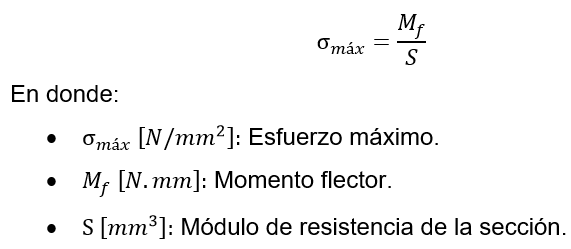 σ_máx = M_f / S
En donde:
• σ_máx [N/mm²]: Esfuerzo máximo.
• M_f [N.mm]: Momento flector.
• S [mm³]: Módulo de resistencia de la sección.